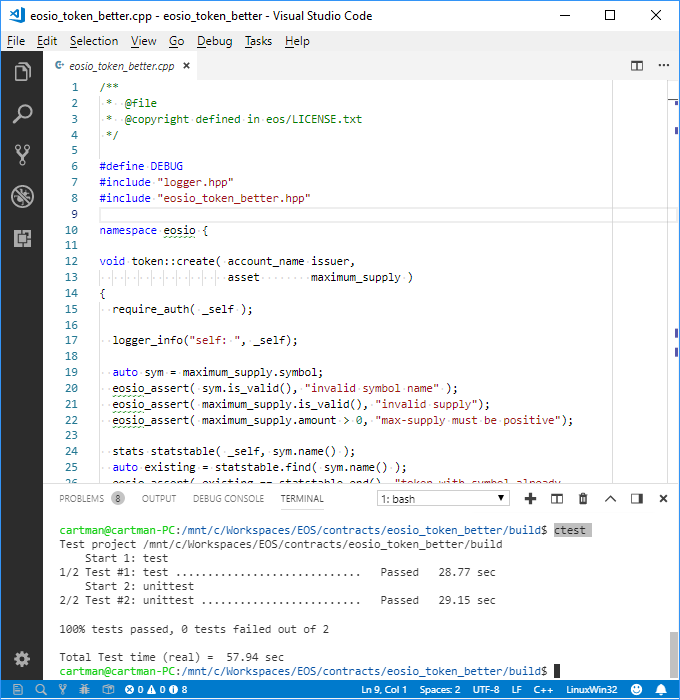 eosio_token_better.cpp - eosio_token_better - Visual Studio Code
File Edit Selection View Go Debug Tasks Help
eosio_token_better.cpp
1 /**
2 * @file
3 * @copyright defined in eos/LICENSE.txt
4 */
5
6 #define DEBUG
7 #include "logger.hpp"
8 #include "eosio_token_better.hpp"
9
10 namespace eosio {
11
12 void token::create( account_name issuer,
13 asset maximum_supply )
14 {
15 require_auth( _self );
16
17 logger_info("self: ", _self);
18
19 auto sym = maximum_supply.symbol;
20 eosio_assert( sym.is_valid(), "invalid symbol name" );
21 eosio_assert( maximum_supply.is_valid(), "invalid supply");
22 eosio_assert( maximum_supply.amount > 0, "max-supply must be positive");
23
24 stats statstable( _self, sym.name() );
25 auto existing = statstable.find( sym.name() );
26 eosio_assert( existing == statstable.end(), "token with symbol already
PROBLEMS 8 OUTPUT DEBUG CONSOLE TERMINAL 1: bash
cartman@cartman-PC:/mnt/c/Workspaces/EOS/contracts/eosio_token_better/build$ ctest
Test project /mnt/c/Workspaces/EOS/contracts/eosio_token_better/build
Start 1: test
1/2 Test #1: test ............................. Passed 28.77 sec
Start 2: unittest
2/2 Test #2: unittest ......................... Passed 29.15 sec
100% tests passed, 0 tests failed out of 2
Total Test time (real) = 57.94 sec
cartman@cartman-PC:/mnt/c/Workspaces/EOS/contracts/eosio_token_better/build$
0 0 8 Ln 9, Col 1 Spaces: 2 UTF-8 LF C++ LinuxWin32